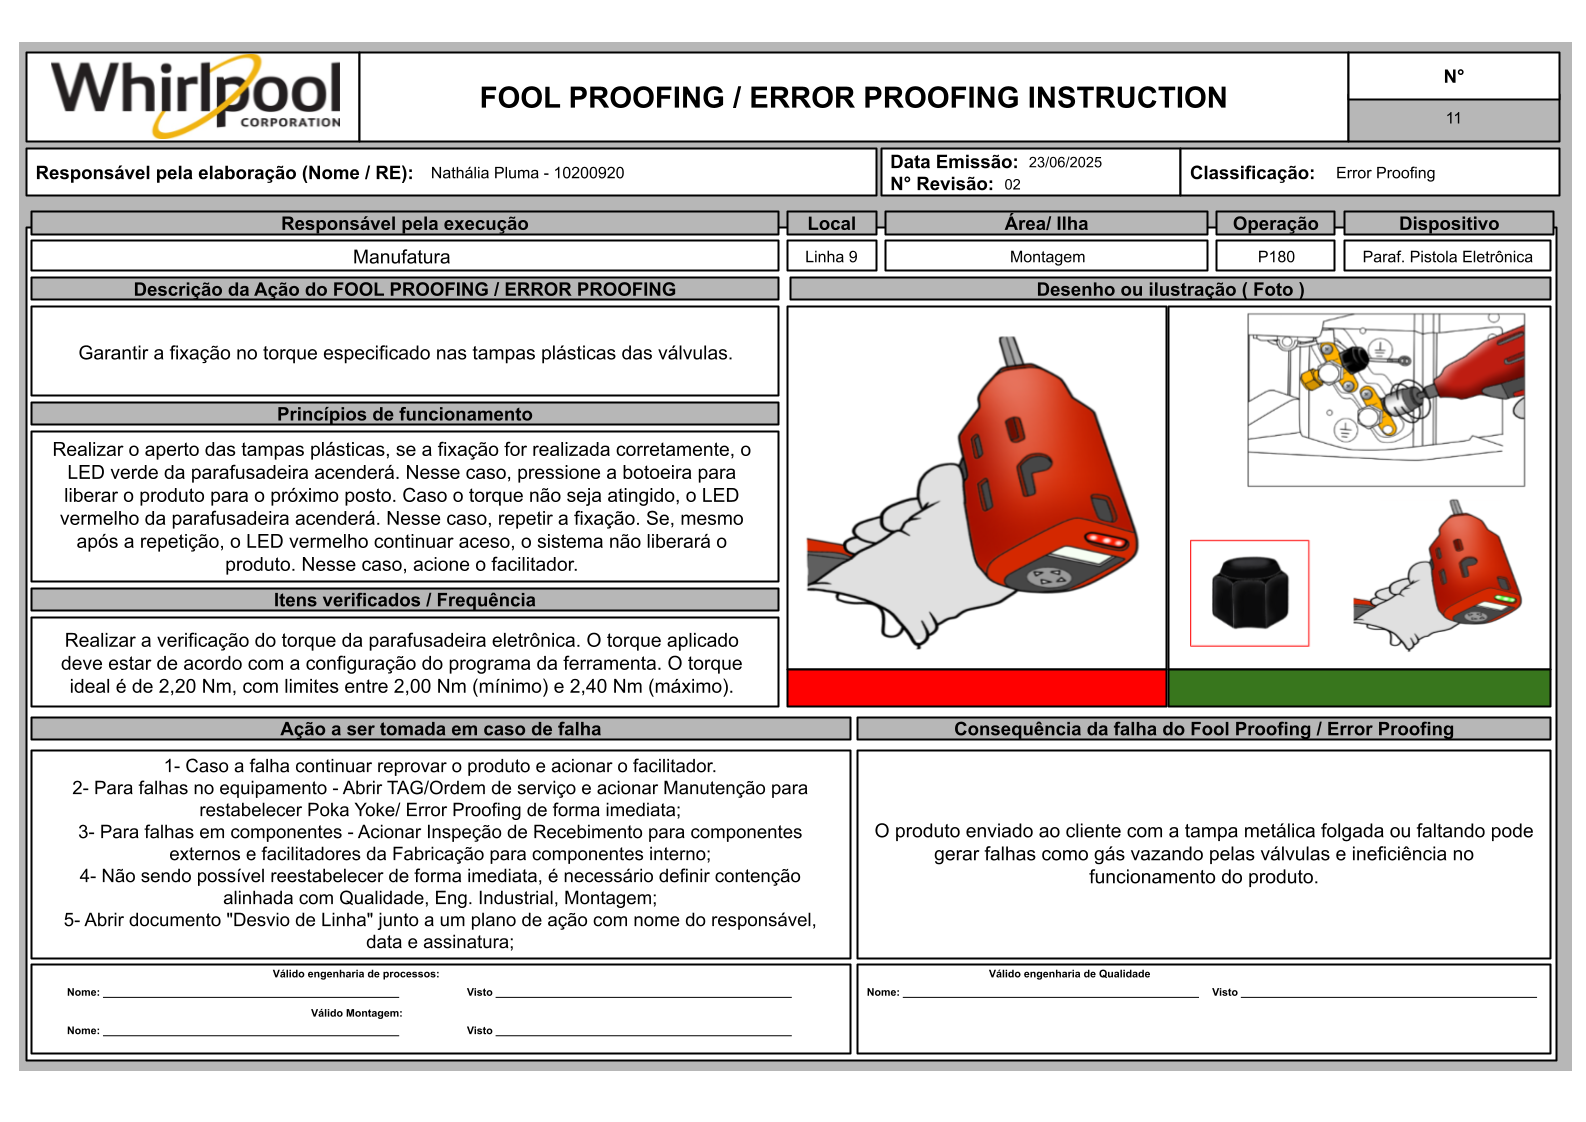 Whirlpool
CORPORATION
FOOL PROOFING / ERROR PROOFING INSTRUCTION
N°
11
Responsável pela elaboração (Nome / RE): Nathália Pluma - 10200920
Data Emissão: 23/06/2025
N° Revisão: 02
Classificação: Error Proofing
Responsável pela execução
Local
Área/ Ilha
Operação
Dispositivo
Manufatura
Linha 9
Montagem
P180
Paraf. Pistola Eletrônica
Descrição da Ação do FOOL PROOFING / ERROR PROOFING
Desenho ou ilustração ( Foto )
Garantir a fixação no torque especificado nas tampas plásticas das válvulas.
Princípios de funcionamento
Realizar o aperto das tampas plásticas, se a fixação for realizada corretamente, o
LED verde da parafusadeira acenderá. Nesse caso, pressione a botoeira para
liberar o produto para o próximo posto. Caso o torque não seja atingido, o LED
vermelho da parafusadeira acenderá. Nesse caso, repetir a fixação. Se, mesmo
após a repetição, o LED vermelho continuar aceso, o sistema não liberará o
produto. Nesse caso, acione o facilitador.
Itens verificados / Frequência
Realizar a verificação do torque da parafusadeira eletrônica. O torque aplicado
deve estar de acordo com a configuração do programa da ferramenta. O torque
ideal é de 2,20 Nm, com limites entre 2,00 Nm (mínimo) e 2,40 Nm (máximo).
Ação a ser tomada em caso de falha
1- Caso a falha continuar reprovar o produto e acionar o facilitador.
2- Para falhas no equipamento - Abrir TAG/Ordem de serviço e acionar Manutenção para
restabelecer Poka Yoke/ Error Proofing de forma imediata;
3- Para falhas em componentes - Acionar Inspeção de Recebimento para componentes
externos e facilitadores da Fabricação para componentes interno;
4- Não sendo possível reestabelecer de forma imediata, é necessário definir contenção
alinhada com Qualidade, Eng. Industrial, Montagem;
5- Abrir documento "Desvio de Linha" junto a um plano de ação com nome do responsável,
data e assinatura;
Consequência da falha do Fool Proofing / Error Proofing
O produto enviado ao cliente com a tampa metálica folgada ou faltando pode
gerar falhas como gás vazando pelas válvulas e ineficiência no
funcionamento do produto.
Válido engenharia de processos:
Nome: Visto
Válido Montagem:
Nome: Visto
Válido engenharia de Qualidade
Nome: Visto